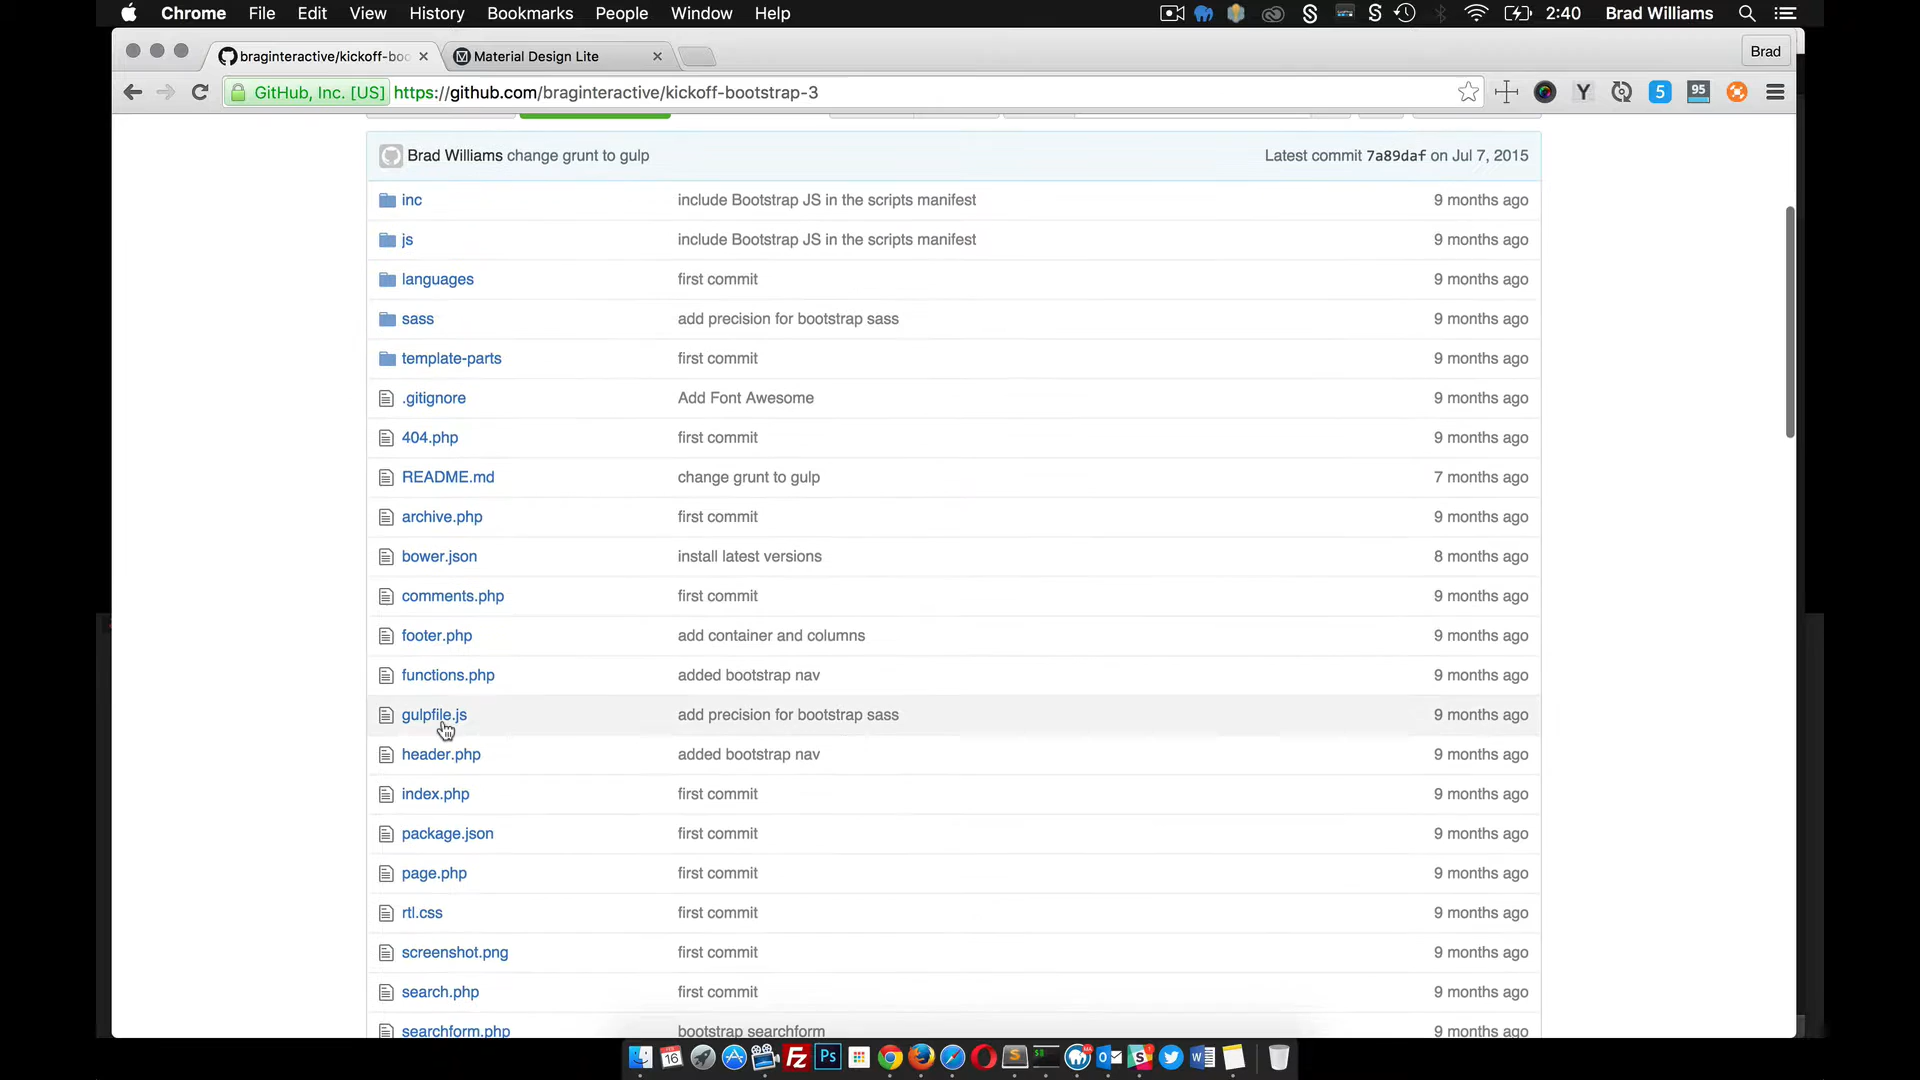 Chrome File Edit View History Bookmarks People Window Help 2:40 Brad Williams
braginteractive/kickoff-boo Material Design Lite Brad
GitHub, Inc. [US] https://github.com/braginteractive/kickoff-bootstrap-3 Y 5 95
Brad Williams change grunt to gulp Latest commit 7a89daf on Jul 7, 2015
inc include Bootstrap JS in the scripts manifest 9 months ago
js include Bootstrap JS in the scripts manifest 9 months ago
languages first commit 9 months ago
sass add precision for bootstrap sass 9 months ago
template-parts first commit 9 months ago
.gitignore Add Font Awesome 9 months ago
404.php first commit 9 months ago
README.md change grunt to gulp 7 months ago
archive.php first commit 9 months ago
bower.json install latest versions 8 months ago
comments.php first commit 9 months ago
footer.php add container and columns 9 months ago
functions.php added bootstrap nav 9 months ago
gulpfile.js add precision for bootstrap sass 9 months ago
header.php added bootstrap nav 9 months ago
index.php first commit 9 months ago
package.json first commit 9 months ago
page.php first commit 9 months ago
rtl.css first commit 9 months ago
screenshot.png first commit 9 months ago
search.php first commit 9 months ago
searchform.php bootstrap searchform 9 months ago
16 Fz Ps